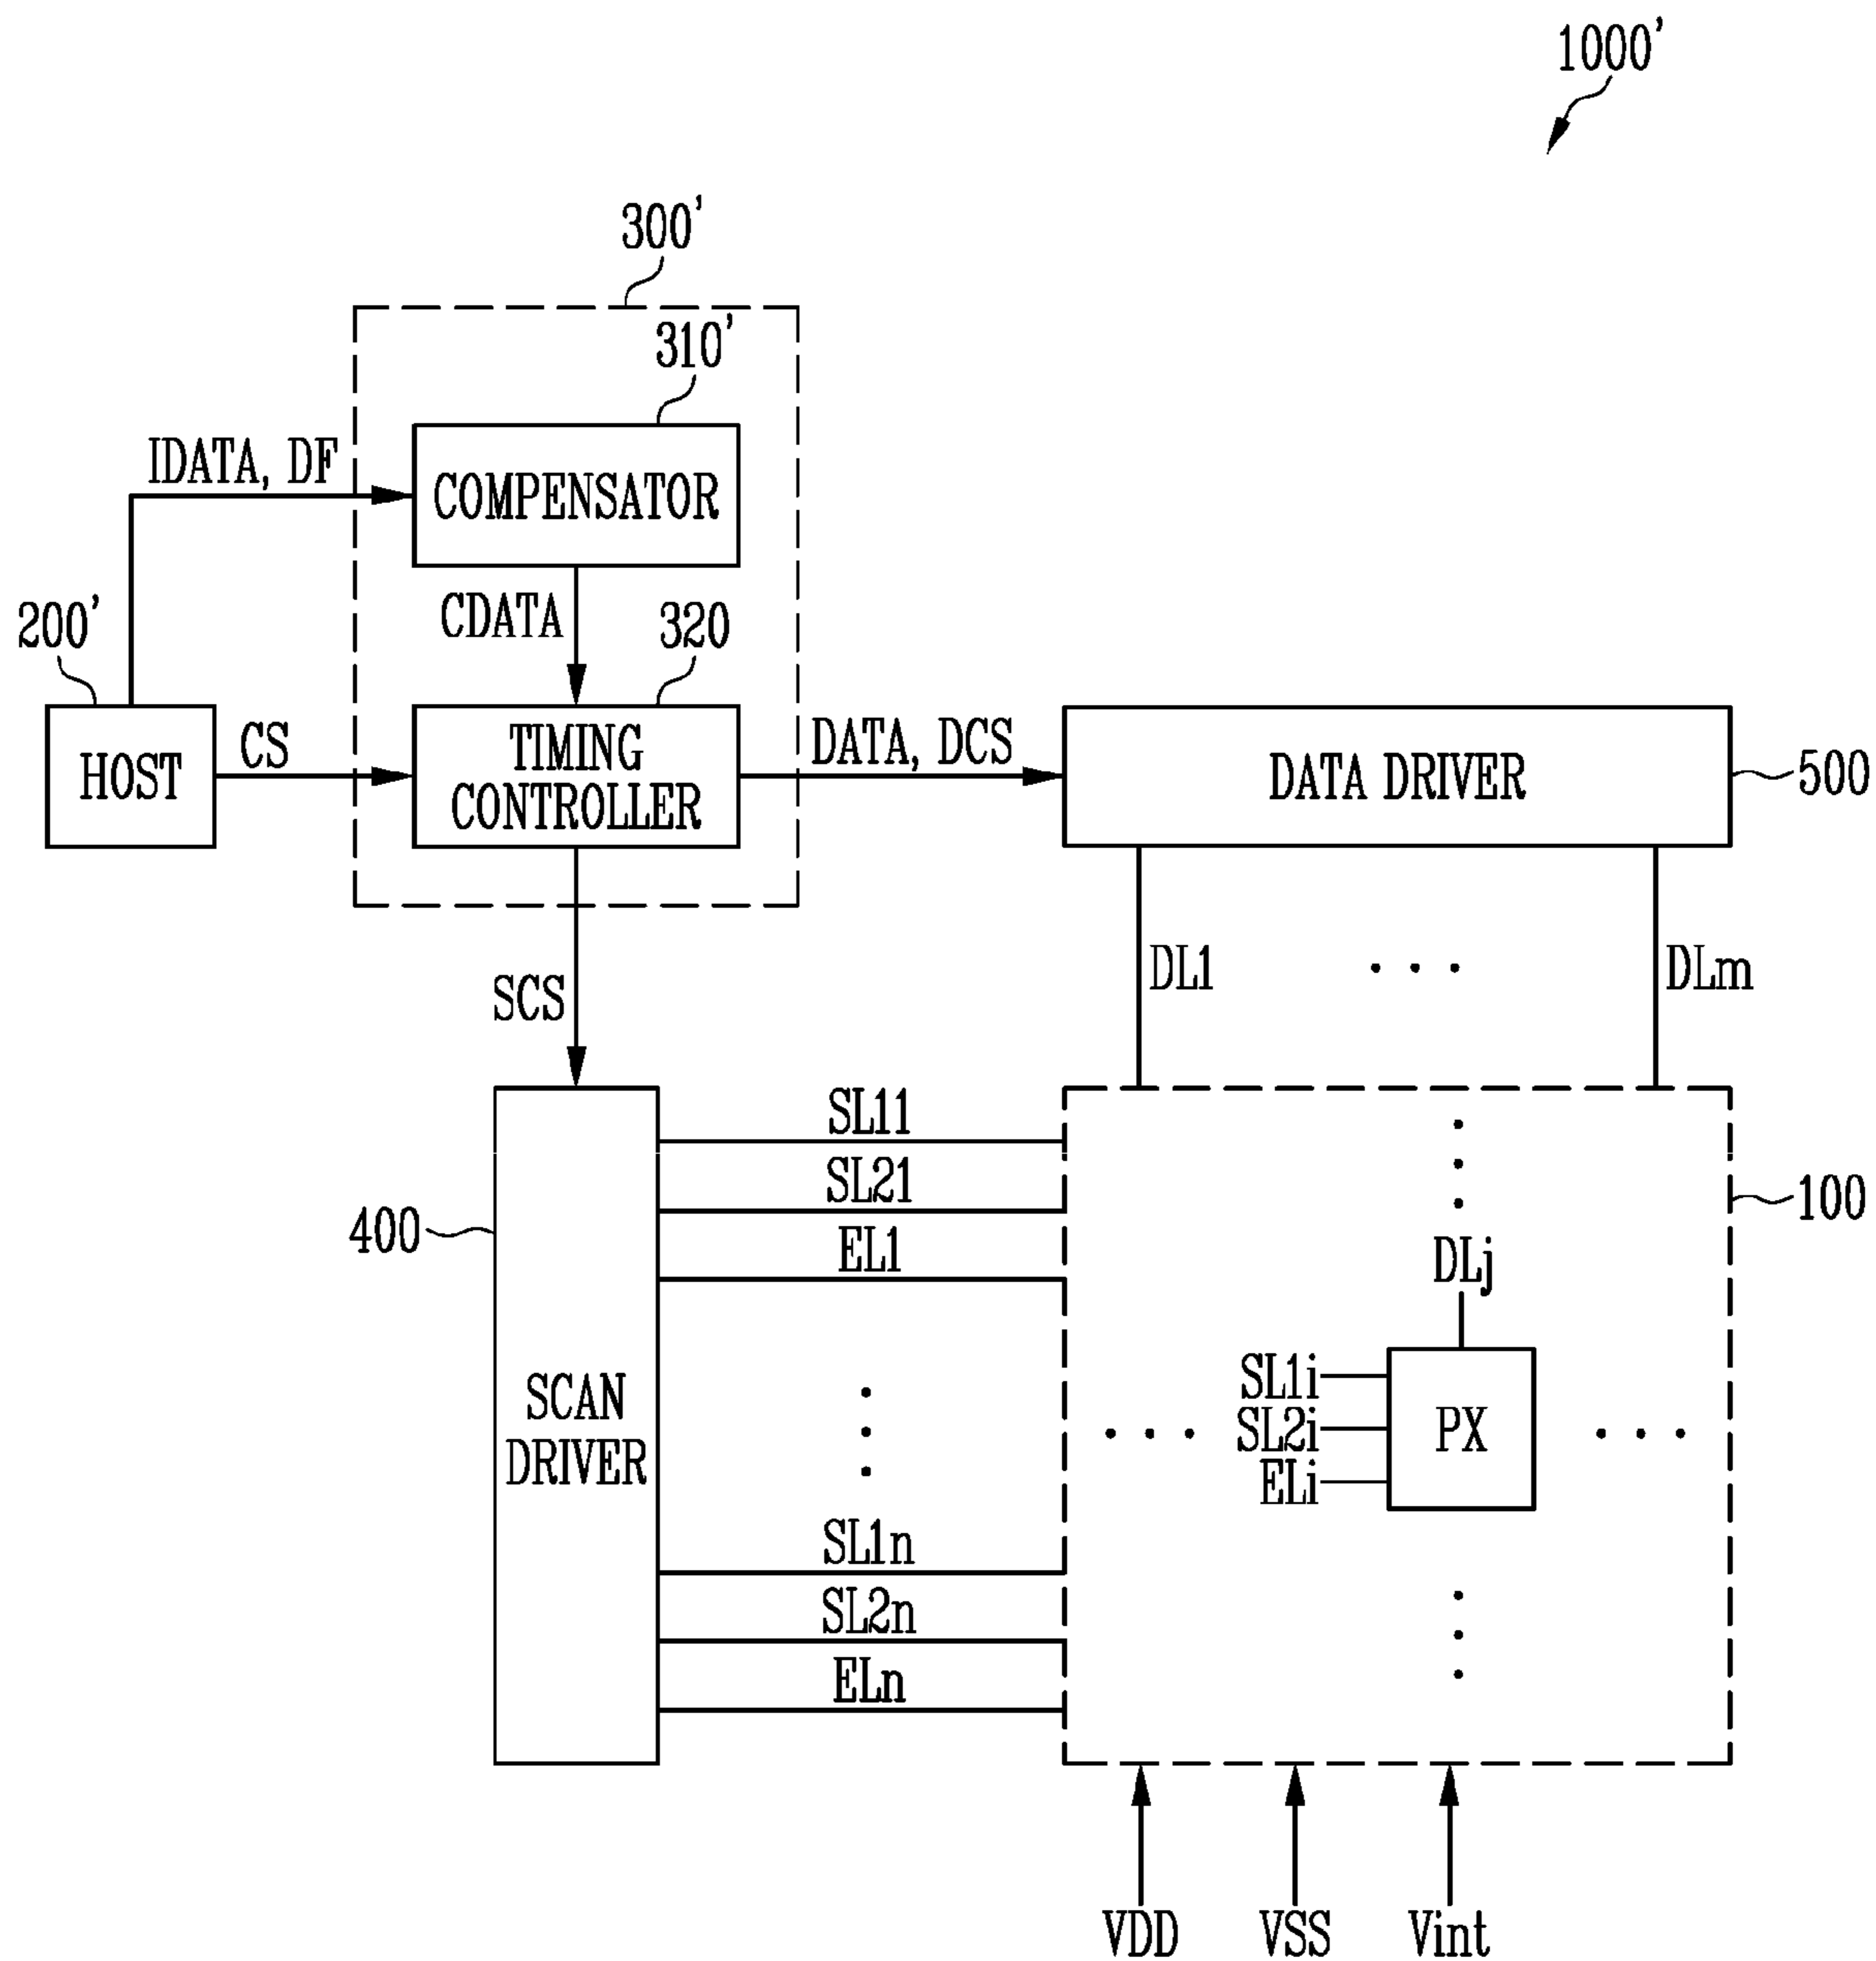 1000'
300'
310'
IDATA, DF
COMPENSATOR
CDATA
320
200'
HOST
CS
TIMING
CONTROLLER
DATA, DCS
DATA DRIVER
500
DL1
DLm
SCS
SL11
SL21
EL1
400
SCAN
DRIVER
100
DLj
SL1i
SL2i
ELi
PX
SL1n
SL2n
ELn
VDD
VSS
Vint